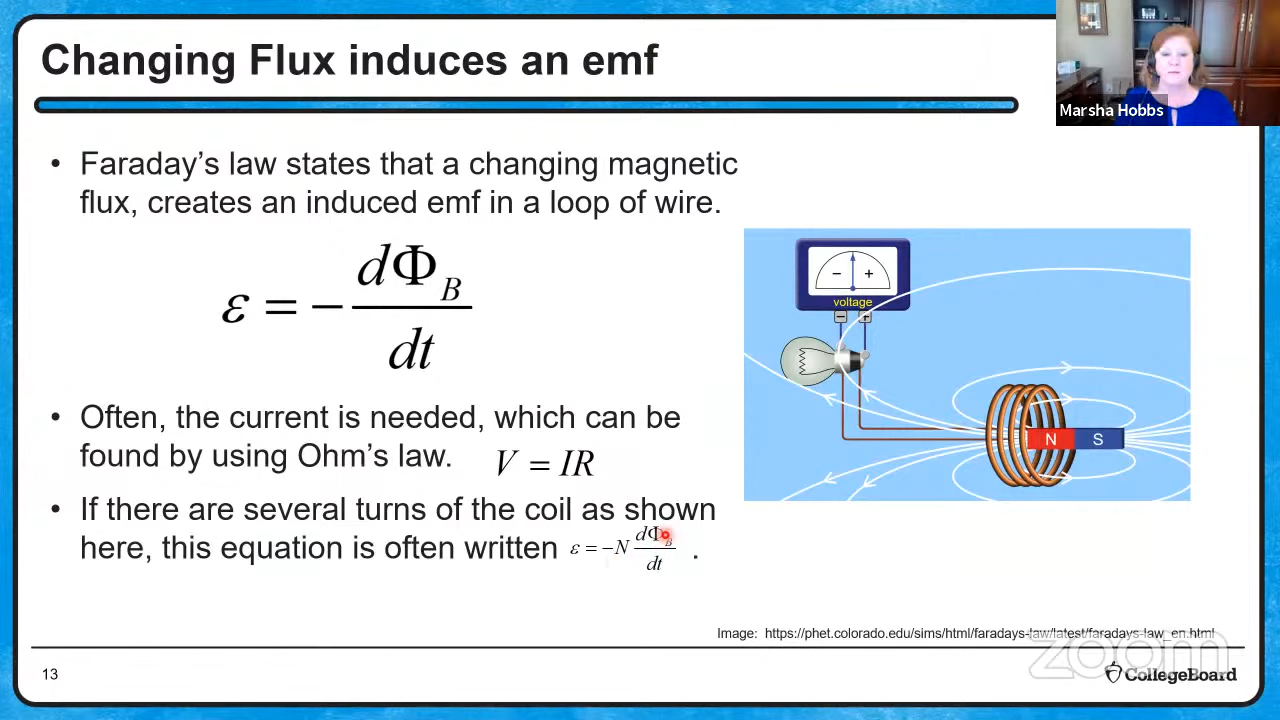 Changing Flux induces an emf
Marsha Hobbs
• Faraday's law states that a changing magnetic
flux, creates an induced emf in a loop of wire.
ε = − dΦ_B / dt
− +
voltage
− +
N S
• Often, the current is needed, which can be
found by using Ohm's law. V = IR
• If there are several turns of the coil as shown
here, this equation is often written ε = −N dΦ_B / dt .
Image: https://phet.colorado.edu/sims/html/faradays-law/latest/faradays-law_en.html
zoom
13
CollegeBoard